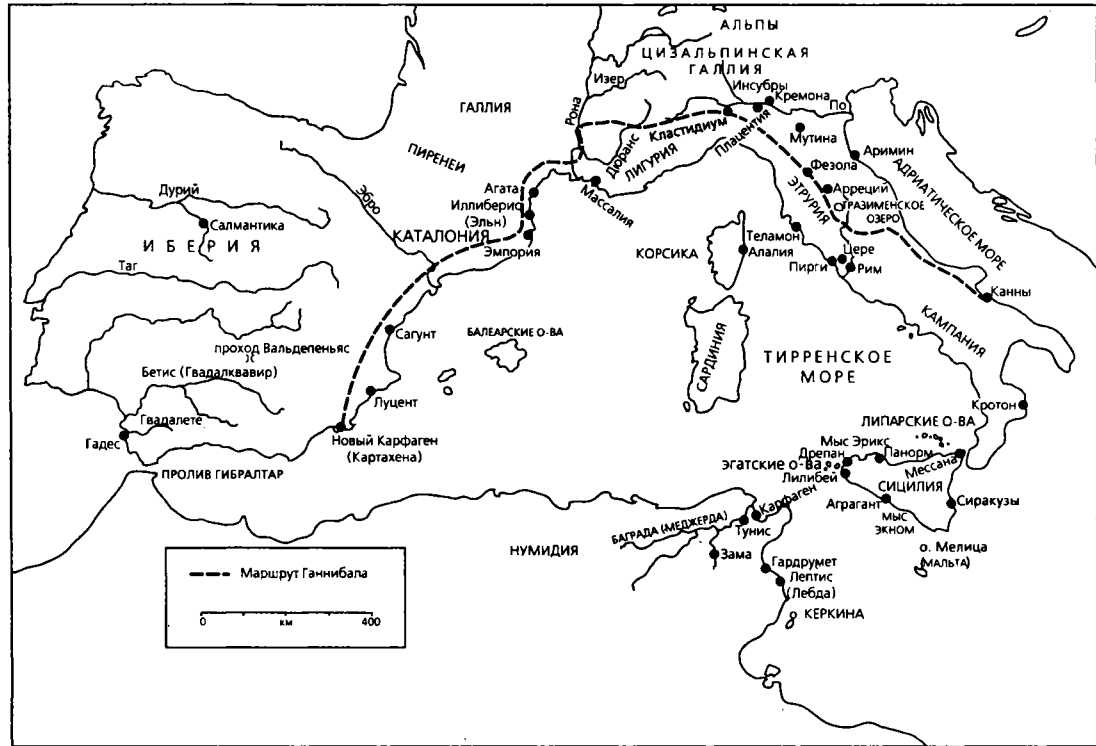 АЛЬПЫ
ЦИЗАЛЬПИНСКАЯ
ГАЛЛИЯ
Изер
Инсубры
Кремона
По
ГАЛЛИЯ
Рона
Кластидиум
Плаценция
Мутина
Дюранс
ЛИГУРИЯ
Аримин
ПИРЕНЕИ
Фезола
Массалия
АДРИАТИЧЕСКОЕ МОРЕ
Дурий
Эбро
Агата
Иллиберис
(Эльн)
ЭТРУРИЯ
Арреций
ТРАЗИМЕНСКОЕ
ОЗЕРО
Салмантика
КАТАЛОНИЯ
Эмпория
ИБЕРИЯ
КОРСИКА
Теламон
Алалия
Цере
Пирги
Рим
Таг
Канны
Сагунт
БАЛЕАРСКИЕ О-ВА
САРДИНИЯ
КАМПАНИЯ
проход Вальдепеньяс
ТИРРЕНСКОЕ
МОРЕ
Бетис (Гвадалквавир)
Луцент
Гвадалете
Гадес
Новый Карфаген
(Картахена)
Кротон
ЛИПАРСКИЕ О-ВА
ПРОЛИВ ГИБРАЛТАР
Мыс Эрикс
Дрепан
Панорм
ЭГАТСКИЕ О-ВА
Лилибей
Мессана
СИЦИЛИЯ
Аграгант
Сиракузы
МЫС
ЭКНОМ
Карфаген
БАГРАДА (МЕДЖЕРДА)
Тунис
НУМИДИЯ
Зама
о. Мелица
(МАЛЬТА)
Гардрумет
Лептис
(Лебда)
КЕРКИНА
Маршрут Ганнибала
0 км 400